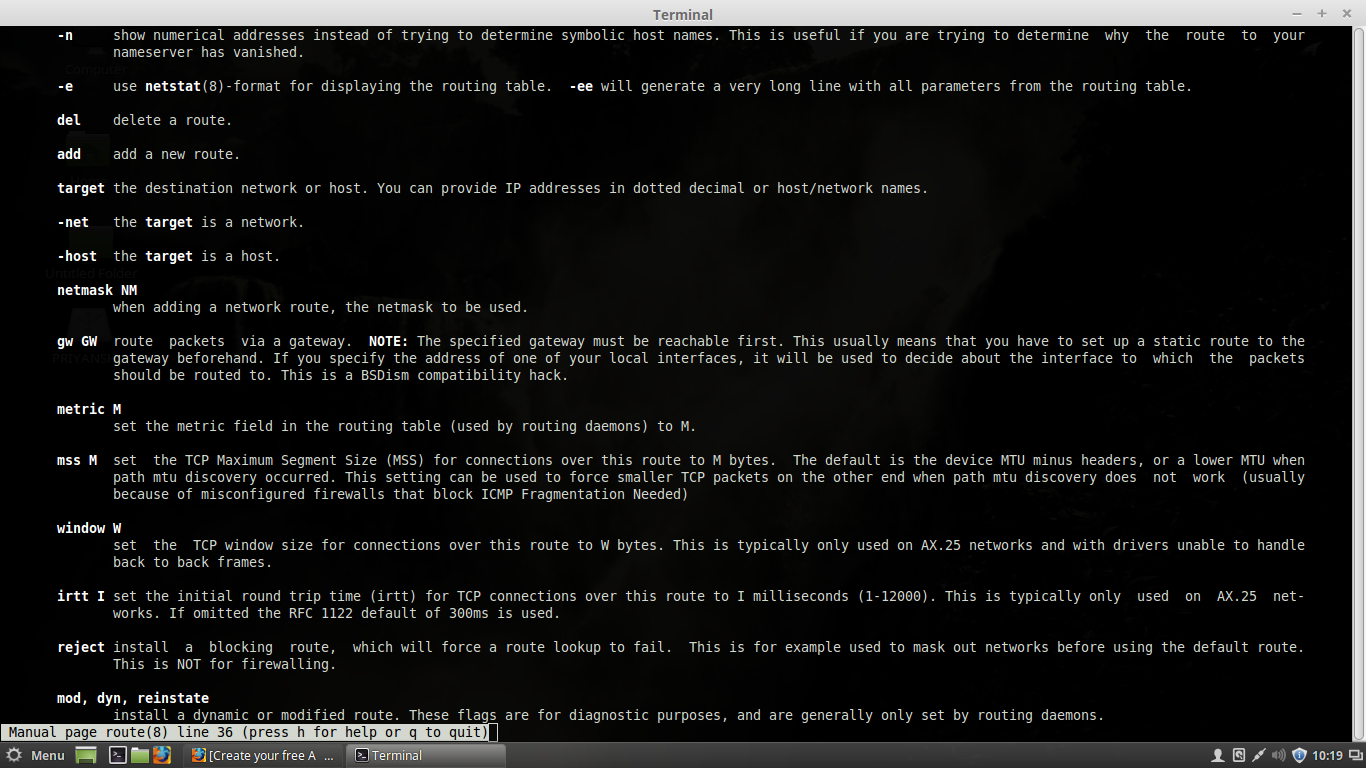 Terminal
-n show numerical addresses instead of trying to determine symbolic host names. This is useful if you are trying to determine why the route to your
nameserver has vanished.
-e use netstat(8)-format for displaying the routing table. -ee will generate a very long line with all parameters from the routing table.
del delete a route.
add add a new route.
target the destination network or host. You can provide IP addresses in dotted decimal or host/network names.
-net the target is a network.
-host the target is a host.
Untitled Folder
netmask NM
when adding a network route, the netmask to be used.
gw GW route packets via a gateway. NOTE: The specified gateway must be reachable first. This usually means that you have to set up a static route to the
gateway beforehand. If you specify the address of one of your local interfaces, it will be used to decide about the interface to which the packets
should be routed to. This is a BSDism compatibility hack.
metric M
set the metric field in the routing table (used by routing daemons) to M.
mss M set the TCP Maximum Segment Size (MSS) for connections over this route to M bytes. The default is the device MTU minus headers, or a lower MTU when
path mtu discovery occurred. This setting can be used to force smaller TCP packets on the other end when path mtu discovery does not work (usually
because of misconfigured firewalls that block ICMP Fragmentation Needed)
window W
set the TCP window size for connections over this route to W bytes. This is typically only used on AX.25 networks and with drivers unable to handle
back to back frames.
irtt I set the initial round trip time (irtt) for TCP connections over this route to I milliseconds (1-12000). This is typically only used on AX.25 net-
works. If omitted the RFC 1122 default of 300ms is used.
reject install a blocking route, which will force a route lookup to fail. This is for example used to mask out networks before using the default route.
This is NOT for firewalling.
mod, dyn, reinstate
install a dynamic or modified route. These flags are for diagnostic purposes, and are generally only set by routing daemons.
Manual page route(8) line 36 (press h for help or q to quit)
Menu [Create your free A ... Terminal 10:19